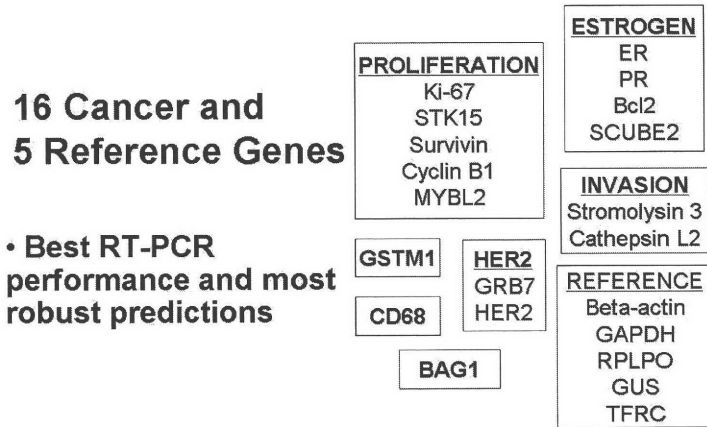 16 Cancer and
5 Reference Genes
• Best RT-PCR
performance and most
robust predictions
PROLIFERATION
Ki-67
STK15
Survivin
Cyclin B1
MYBL2
ESTROGEN
ER
PR
Bcl2
SCUBE2
INVASION
Stromolysin 3
Cathepsin L2
GSTM1
CD68
BAG1
HER2
GRB7
HER2
REFERENCE
Beta-actin
GAPDH
RPLPO
GUS
TFRC